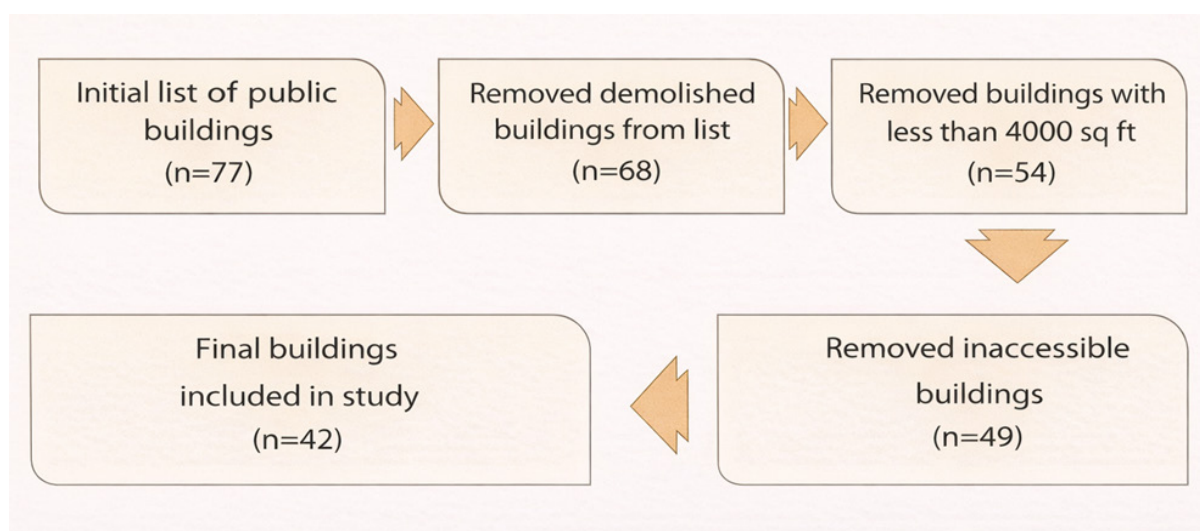 Initial list of public
buildings
(n=77)
Removed demolished
buildings from list
(n=68)
Removed buildings with
less than 4000 sq ft
(n=54)
Removed inaccessible
buildings
(n=49)
Final buildings
included in study
(n=42)